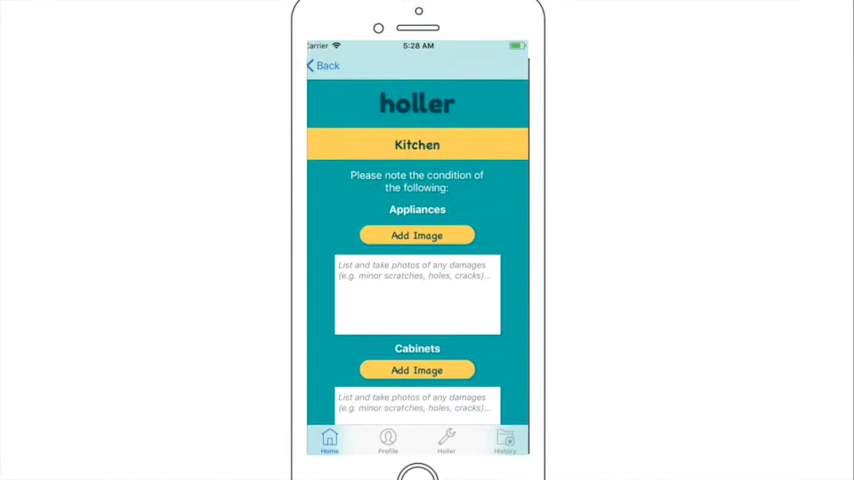 Carrier 5:28 AM
Back
holler
Kitchen
Please note the condition of
the following:
Appliances
Add Image
List and take photos of any damages
(e.g. minor scratches, holes, cracks)...
Cabinets
Add Image
List and take photos of any damages
(e.g. minor scratches, holes, cracks)...
Home Profile Holler History